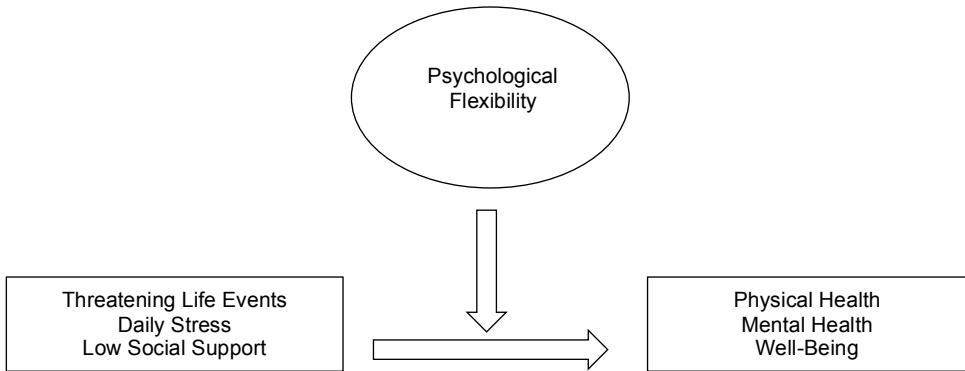 Psychological
Flexibility
Threatening Life Events
Daily Stress
Low Social Support
Physical Health
Mental Health
Well-Being